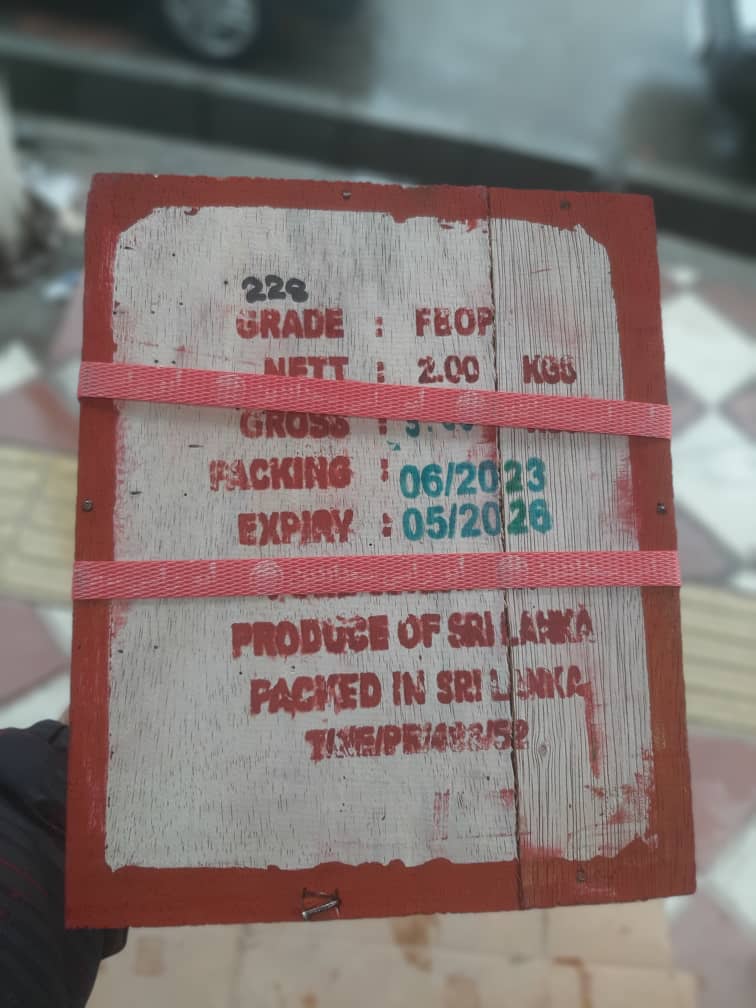 228
GRADE : FBOP
NETT : 2.00 KGS
GROSS :
PACKING : 06/2023
EXPIRY : 05/2026
PRODUCE OF SRI LANKA
PACKED IN SRI LANKA